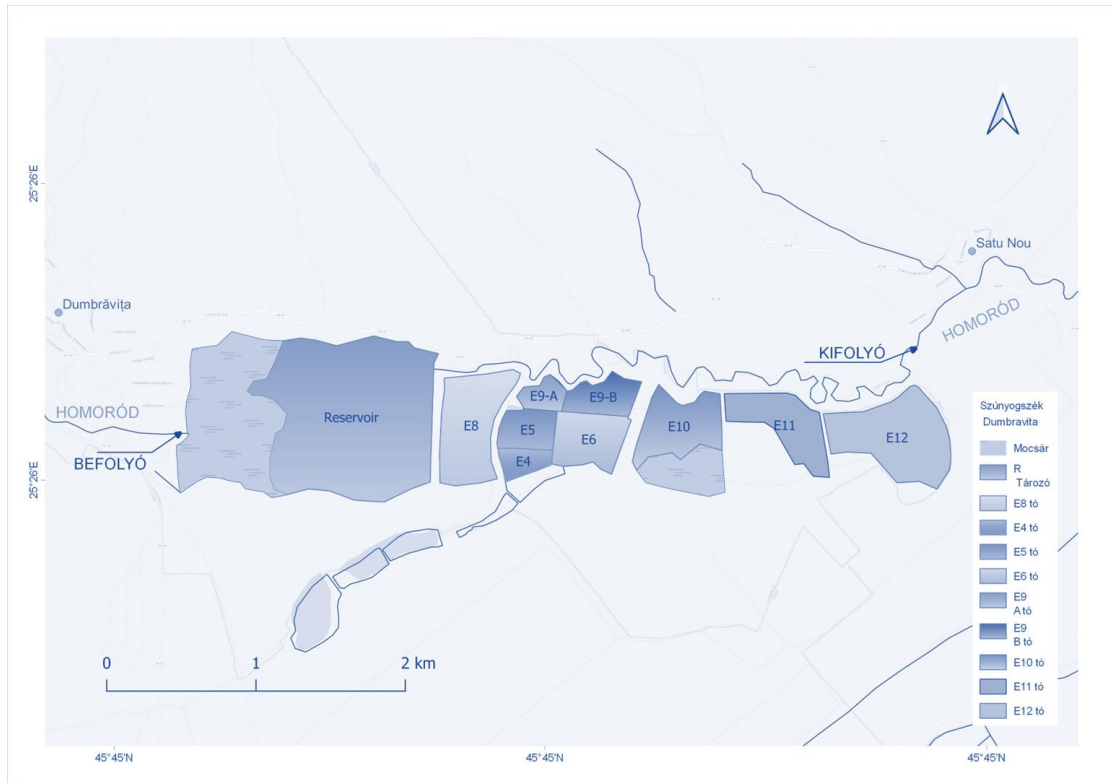 25°26'E
Satu Nou
Dumbrăvița
HOMORÓD
KIFOLYÓ
HOMORÓD
BEFOLYÓ
Reservoir
E8
E9-A
E9-B
E5
E6
E4
E10
E11
E12
Szúnyogszék
Dumbravita
Mocsár
R
Tározó
E8 tó
E4 tó
E5 tó
E6 tó
E9
A tó
E9
B tó
E10 tó
E11 tó
E12 tó
25°26'E
0 1 2 km
45°45'N 45°45'N 45°45'N